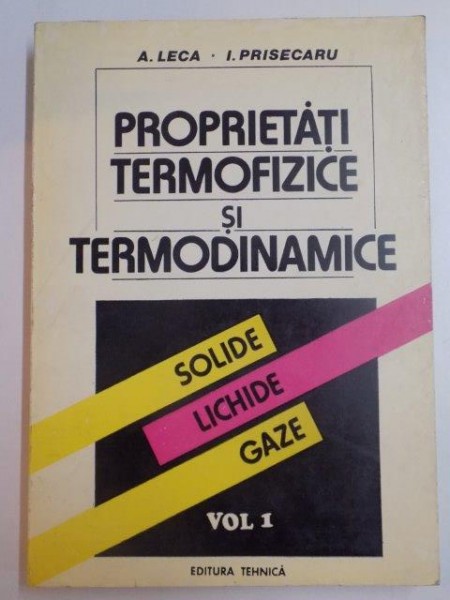 A. LECA · I. PRISECARU
PROPRIETĂȚI
TERMOFIZICE
ȘI
TERMODINAMICE
SOLIDE
LICHIDE
GAZE
VOL 1
EDITURA TEHNICĂ